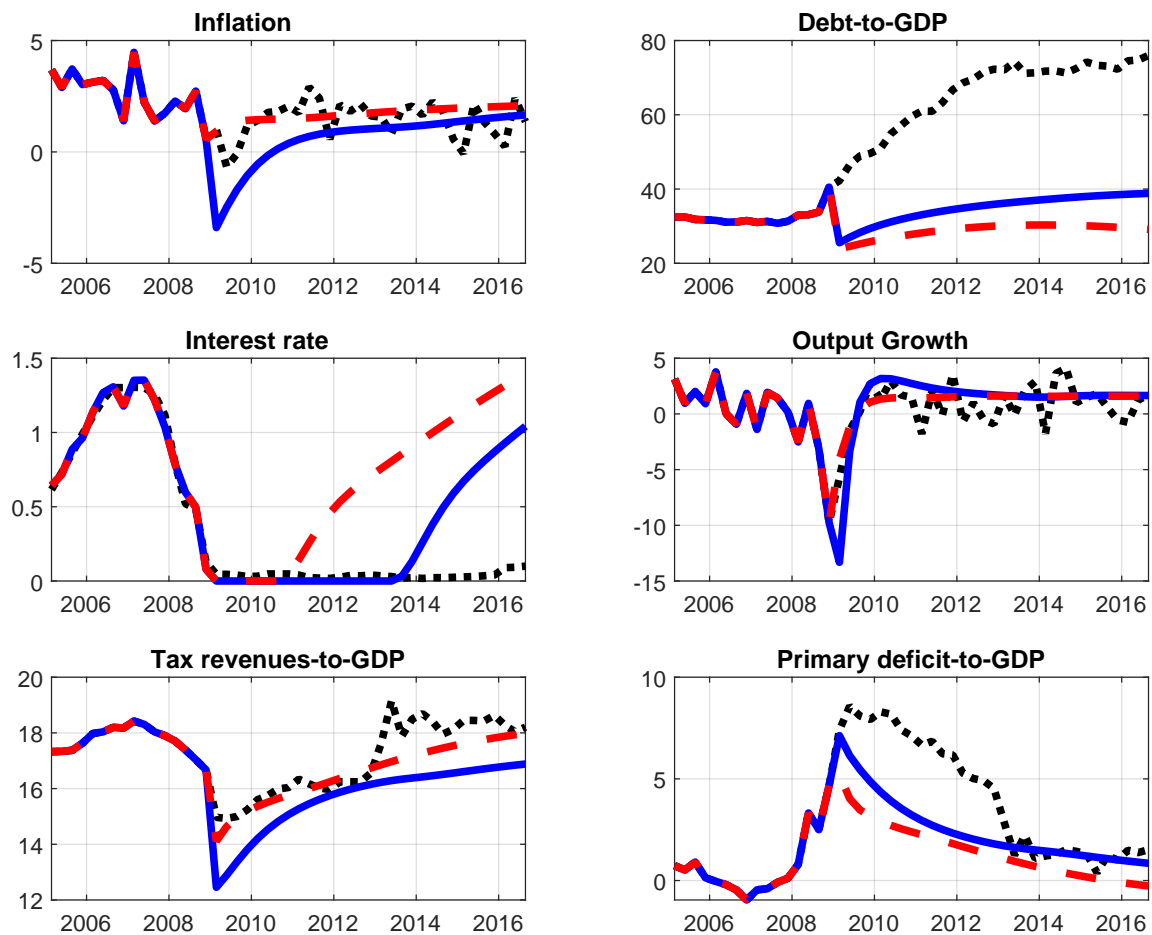 Inflation
5
0
-5
2006 2008 2010 2012 2014 2016
Debt-to-GDP
80
60
40
20
2006 2008 2010 2012 2014 2016
Interest rate
1.5
1
0.5
0
2006 2008 2010 2012 2014 2016
Output Growth
5
0
-5
-10
-15
2006 2008 2010 2012 2014 2016
Tax revenues-to-GDP
20
18
16
14
12
2006 2008 2010 2012 2014 2016
Primary deficit-to-GDP
10
5
0
2006 2008 2010 2012 2014 2016